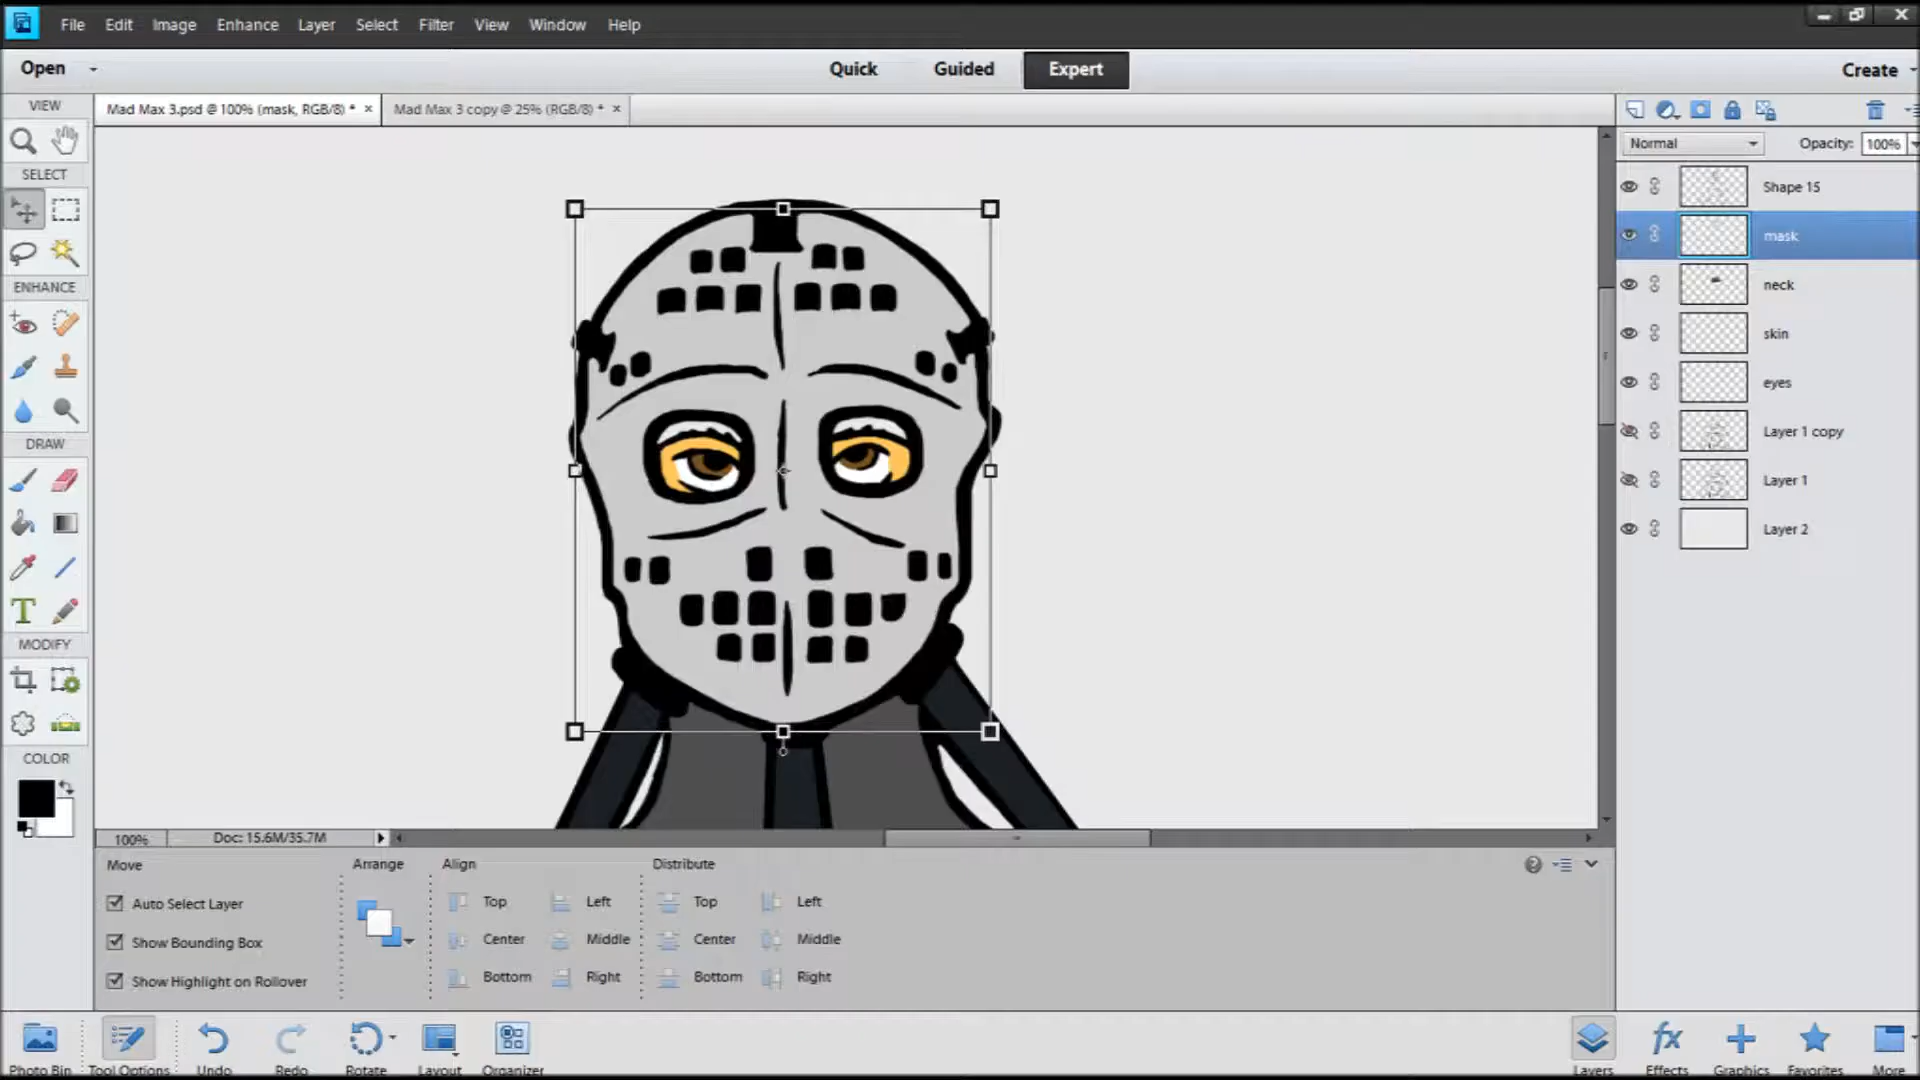 File Edit Image Enhance Layer Select Filter View Window Help
Open Quick Guided Expert Create
VIEW
Mad Max 3.psd @ 100% (mask, RGB/8) * × Mad Max 3 copy @ 25% (RGB/8) * ×
Normal Opacity: 100%
SELECT
Shape 15
mask
ENHANCE
neck
skin
eyes
DRAW
Layer 1 copy
Layer 1
Layer 2
T
MODIFY
COLOR
100% Doc: 15.6M/35.7M
Move Arrange Align Distribute
Auto Select Layer Top Left Top Left
Show Bounding Box Center Middle Center Middle
Show Highlight on Rollover Bottom Right Bottom Right
fx
Photo Bin Tool Options Undo Redo Rotate Layout Organizer Layers Effects Graphics Favorites More